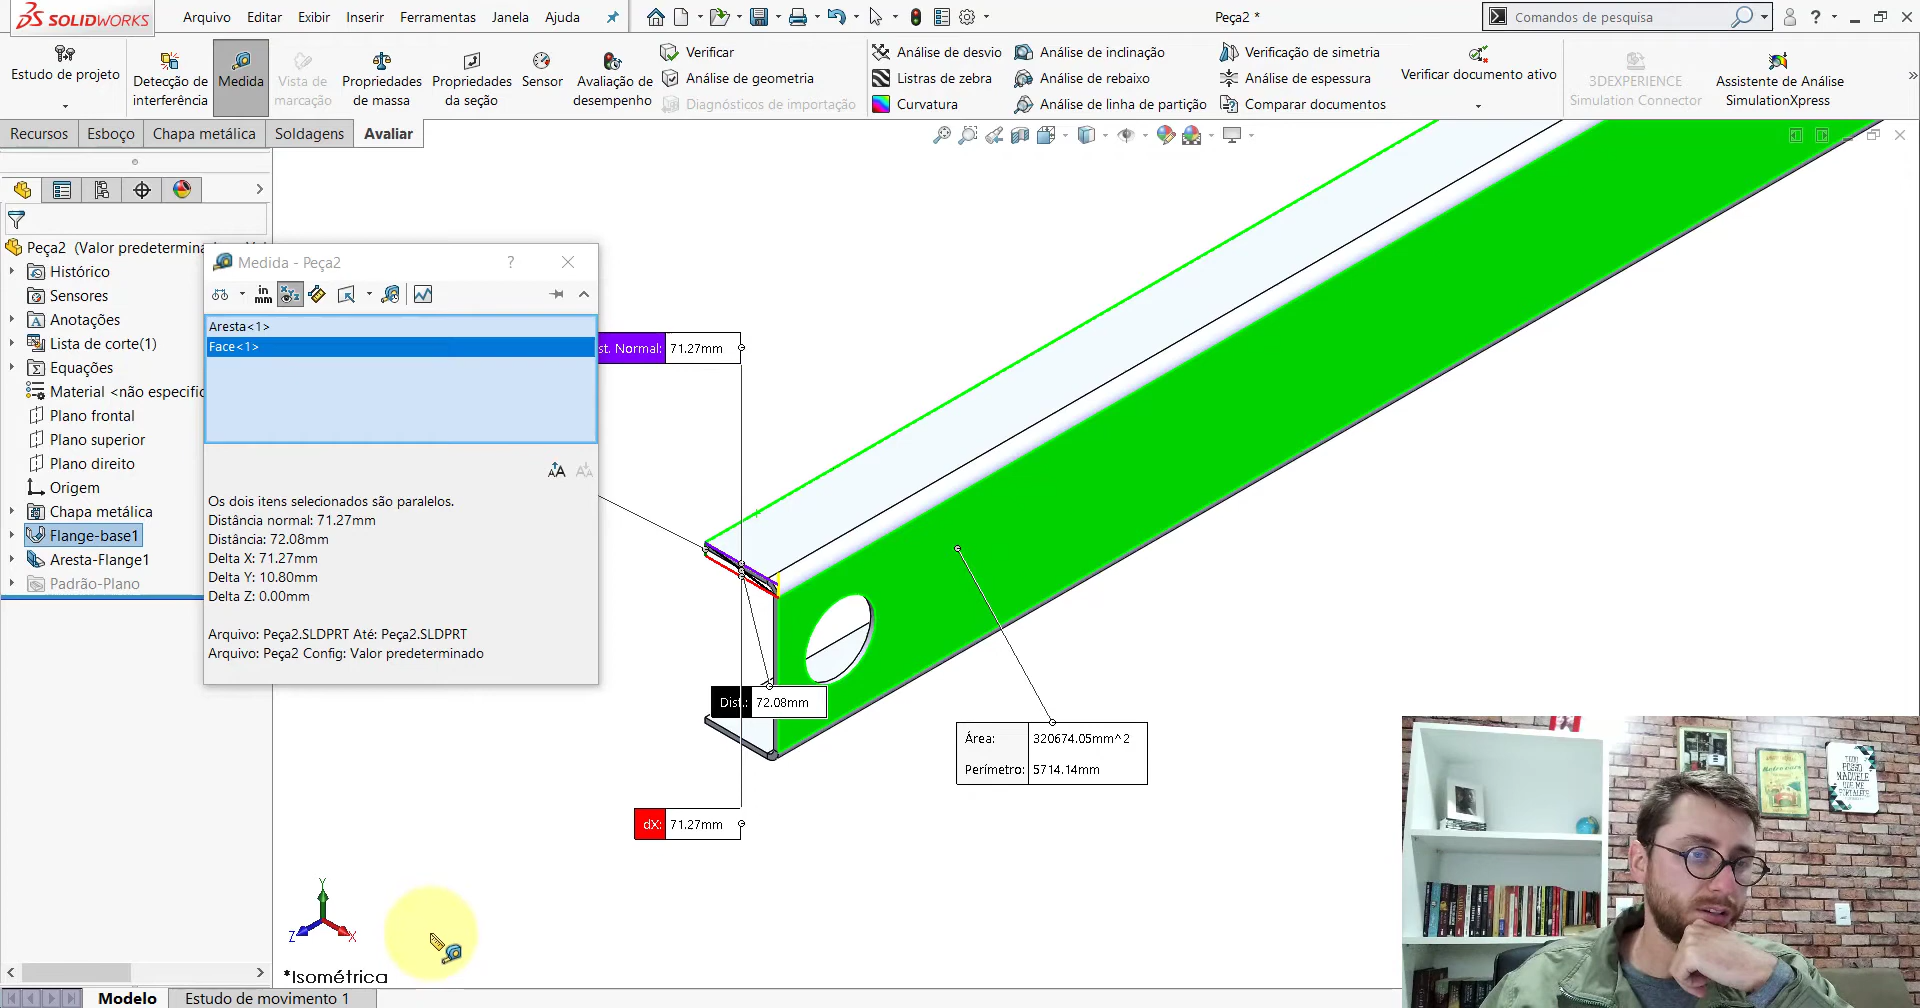 SOLIDWORKS
Arquivo
Editar
Exibir
Inserir
Ferramentas
Janela
Ajuda
Peça2 *
Comandos de pesquisa
Estudo de projeto
Detecção de
interferência
Medida
Vista de
marcação
Propriedades
de massa
Propriedades
da seção
Sensor
Avaliação de
desempenho
Verificar
Análise de geometria
Diagnósticos de importação
Análise de desvio
Listras de zebra
Curvatura
Análise de inclinação
Análise de rebaixo
Análise de linha de partição
Verificação de simetria
Análise de espessura
Comparar documentos
Verificar documento ativo
3DEXPERIENCE
Simulation Connector
Assistente de Análise
SimulationXpress
Recursos
Esboço
Chapa metálica
Soldagens
Avaliar
Peça2 (Valor predetermina
Histórico
Sensores
Anotações
Lista de corte(1)
Equações
Material <não especific
Plano frontal
Plano superior
Plano direito
Origem
Chapa metálica
Flange-base1
Aresta-Flange1
Padrão-Plano
Medida - Peça2
?
in
mm
Aresta<1>
Face<1>
Os dois itens selecionados são paralelos.
Distância normal: 71.27mm
Distância: 72.08mm
Delta X: 71.27mm
Delta Y: 10.80mm
Delta Z: 0.00mm
Arquivo: Peça2.SLDPRT Até: Peça2.SLDPRT
Arquivo: Peça2 Config: Valor predeterminado
st. Normal: 71.27mm
Dist.: 72.08mm
dX: 71.27mm
Área: 320674.05mm^2
Perímetro: 5714.14mm
Y
Z
X
*Isométrica
Modelo
Estudo de movimento 1